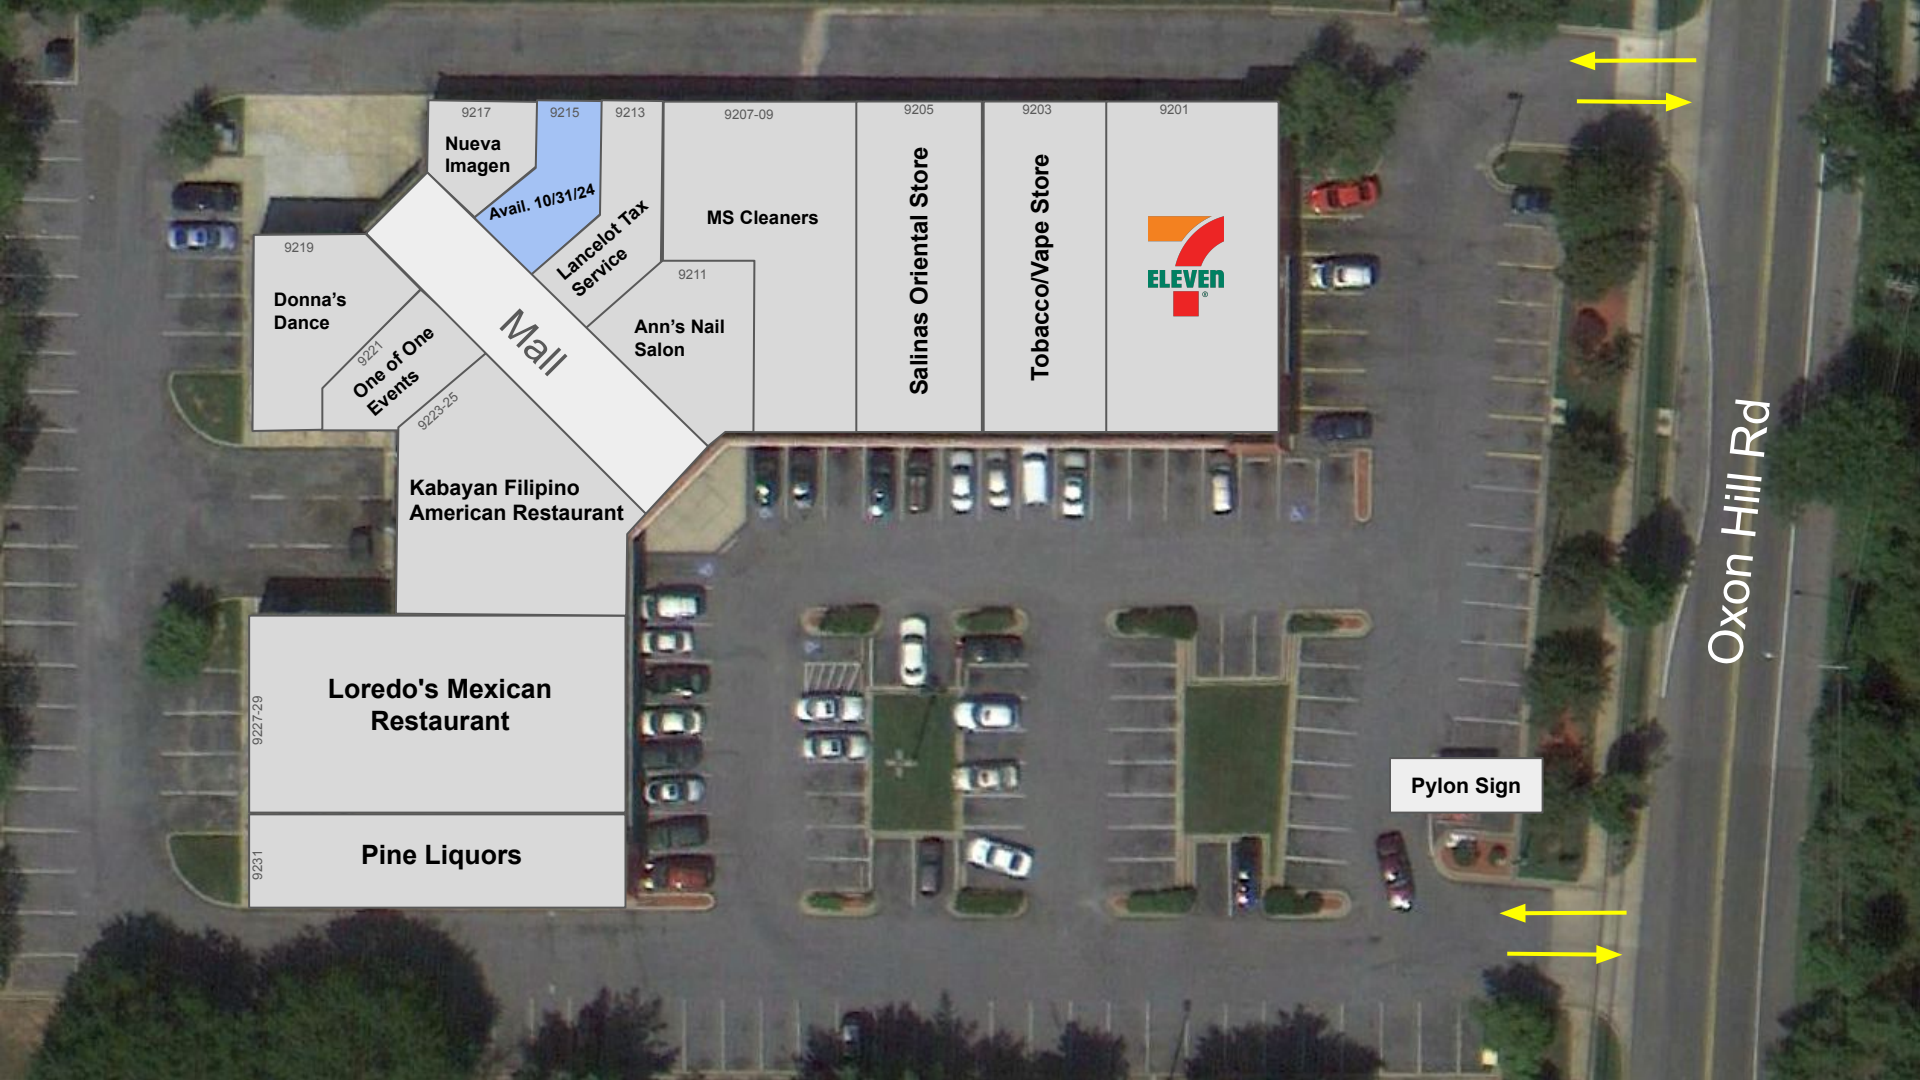 9217
Nueva
Imagen
9215
Avail. 10/31/24
9213
Lancelot Tax
Service
9207-09
MS Cleaners
9211
Ann's Nail
Salon
9205
Salinas Oriental Store
9203
Tobacco/Vape Store
9201
7
ELEVEN
®
9219
Donna's
Dance
9221
One of One
Events
9223-25
Kabayan Filipino
American Restaurant
Mall
9227-29
Loredo's Mexican
Restaurant
9231
Pine Liquors
Pylon Sign
Oxon Hill Rd